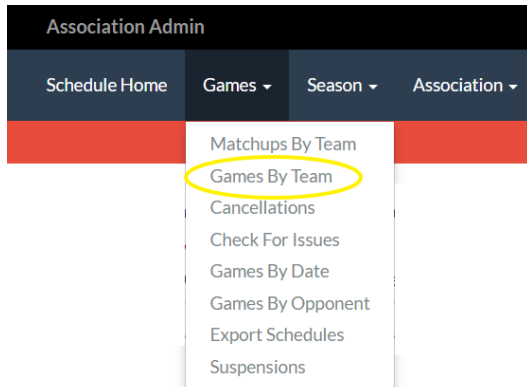 Association Admin
Schedule Home Games Season Association
Matchups By Team
Games By Team
Cancellations
Check For Issues
Games By Date
Games By Opponent
Export Schedules
Suspensions